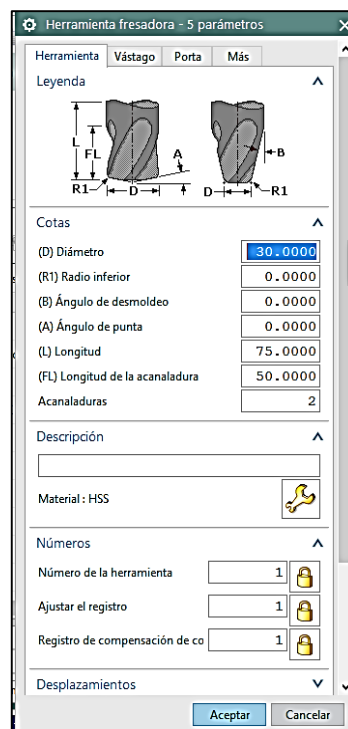 Herramienta fresadora - 5 parámetros
Herramienta Vástago Porta Más
Leyenda
L
FL
A
B
R1 D D R1
Cotas
(D) Diámetro 30.0000
(R1) Radio inferior 0.0000
(B) Ángulo de desmoldeo 0.0000
(A) Ángulo de punta 0.0000
(L) Longitud 75.0000
(FL) Longitud de la acanaladura 50.0000
Acanaladuras 2
Descripción
Material : HSS
Números
Número de la herramienta 1
Ajustar el registro 1
Registro de compensación de co 1
Desplazamientos
Aceptar Cancelar